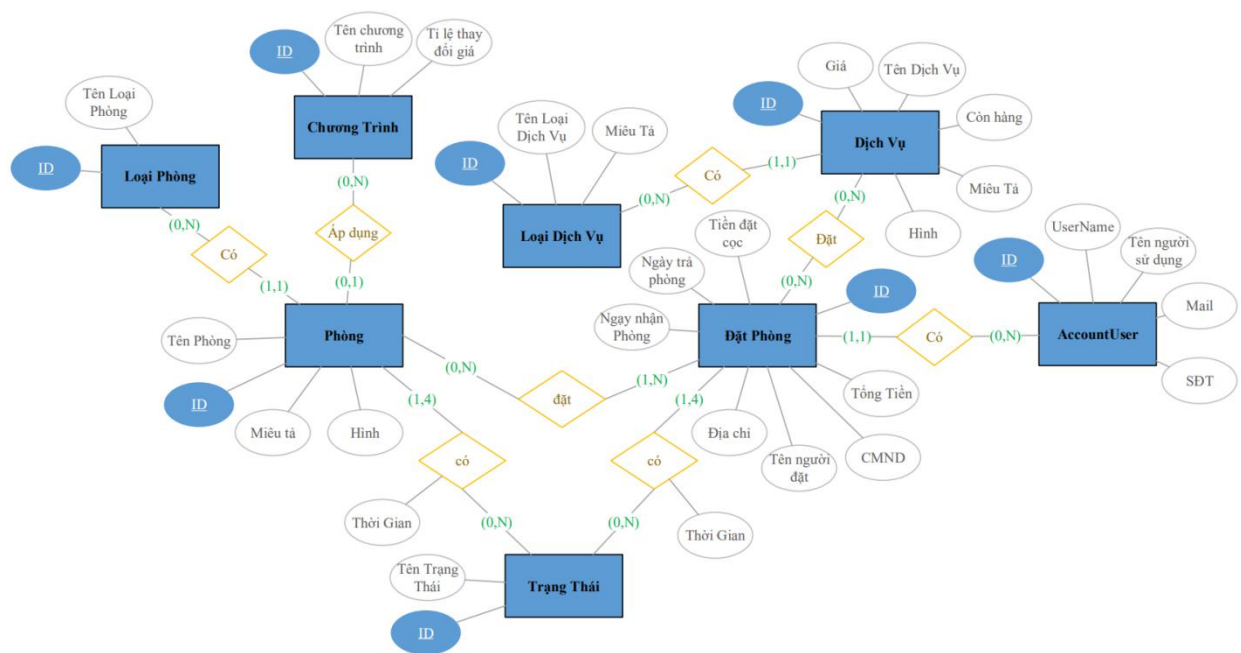 ID
Tên chương
trình
Tỉ lệ thay
đổi giá
Tên Loại
Phòng
ID
Loại Phòng
Chương Trình
(0,N)
(0,N)
Có
Áp dụng
(1,1)
(0,1)
ID
Tên Loại
Dịch Vụ
Miêu Tả
Loại Dịch Vụ
(0,N)
Có
(1,1)
Giá
Tên Dịch Vụ
ID
Còn hàng
Dịch Vụ
Miêu Tả
Hình
(0,N)
Đặt
(0,N)
Tiền đặt
cọc
Ngày trả
phòng
Ngạy nhận
Phòng
ID
Đặt Phòng
(1,1)
Có
(0,N)
UserName
Tên người
sử dụng
ID
Mail
AccountUser
SĐT
Tên Phòng
Phòng
ID
Miêu tả
Hình
(0,N)
đặt
(1,N)
(1,4)
(1,4)
Địa chỉ
Tên người
đặt
CMND
Tổng Tiền
có
có
Thời Gian
Thời Gian
(0,N)
(0,N)
Tên Trạng
Thái
Trạng Thái
ID